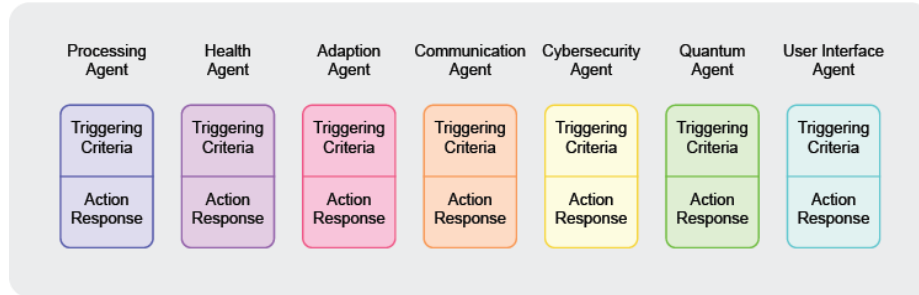 Processing Agent
Health Agent
Adaption Agent
Communication Agent
Cybersecurity Agent
Quantum Agent
User Interface Agent
Triggering Criteria
Triggering Criteria
Triggering Criteria
Triggering Criteria
Triggering Criteria
Triggering Criteria
Triggering Criteria
Action Response
Action Response
Action Response
Action Response
Action Response
Action Response
Action Response